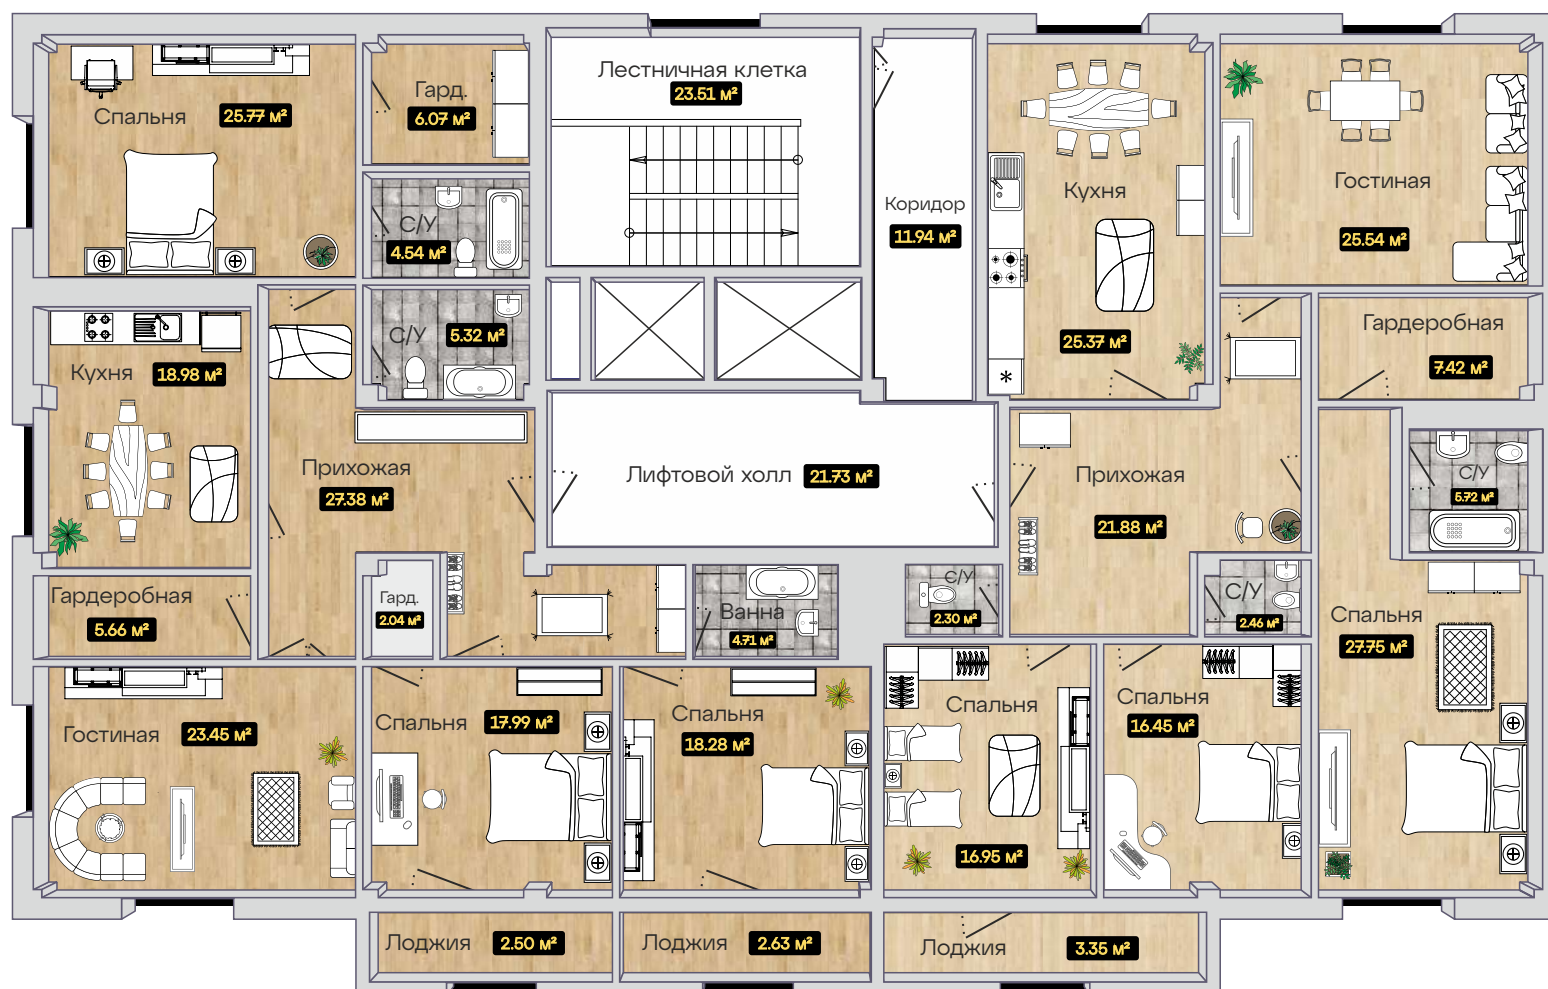 Лестничная клетка
23.51 м²
Гард.
6.07 м²
Спальня 25.77 м²
С/У
4.54 м²
Коридор
11.94 м²
Кухня
25.37 м²
Гостиная
25.54 м²
С/У 5.32 м²
Кухня 18.98 м²
Гардеробная
7.42 м²
Прихожая
27.38 м²
Лифтовой холл 21.73 м²
Прихожая
21.88 м²
С/У
5.72 м²
Гардеробная
5.66 м²
Гард.
2.04 м²
Ванна
4.71 м²
С/У
2.30 м²
С/У
2.46 м²
Спальня
27.75 м²
Гостиная 23.45 м²
Спальня 17.99 м²
Спальня
18.28 м²
Спальня
16.95 м²
Спальня
16.45 м²
Лоджия 2.50 м²
Лоджия 2.63 м²
Лоджия 3.35 м²